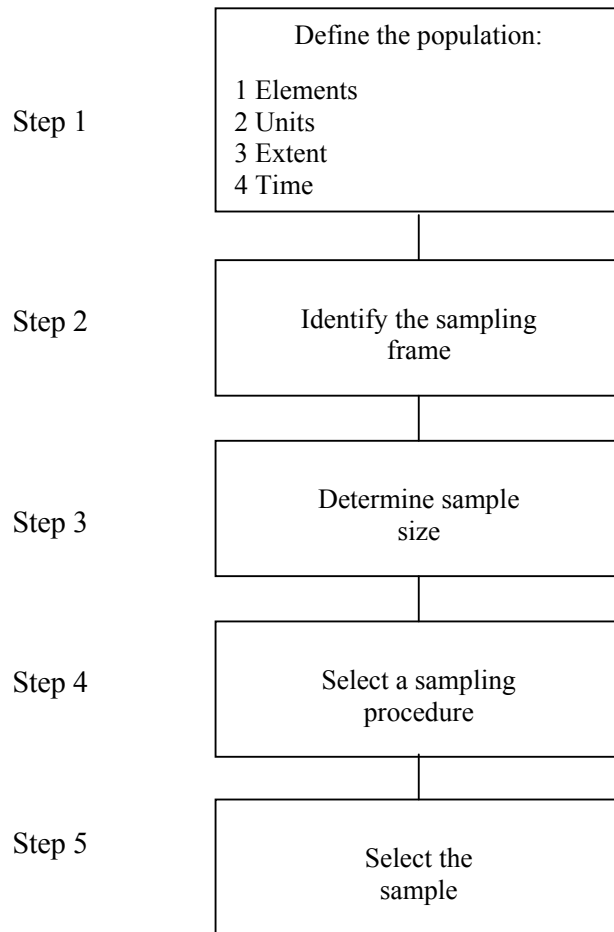 Define the population:
Step 1
1 Elements
2 Units
3 Extent
4 Time
Step 2
Identify the sampling
frame
Step 3
Determine sample
size
Step 4
Select a sampling
procedure
Step 5
Select the
sample